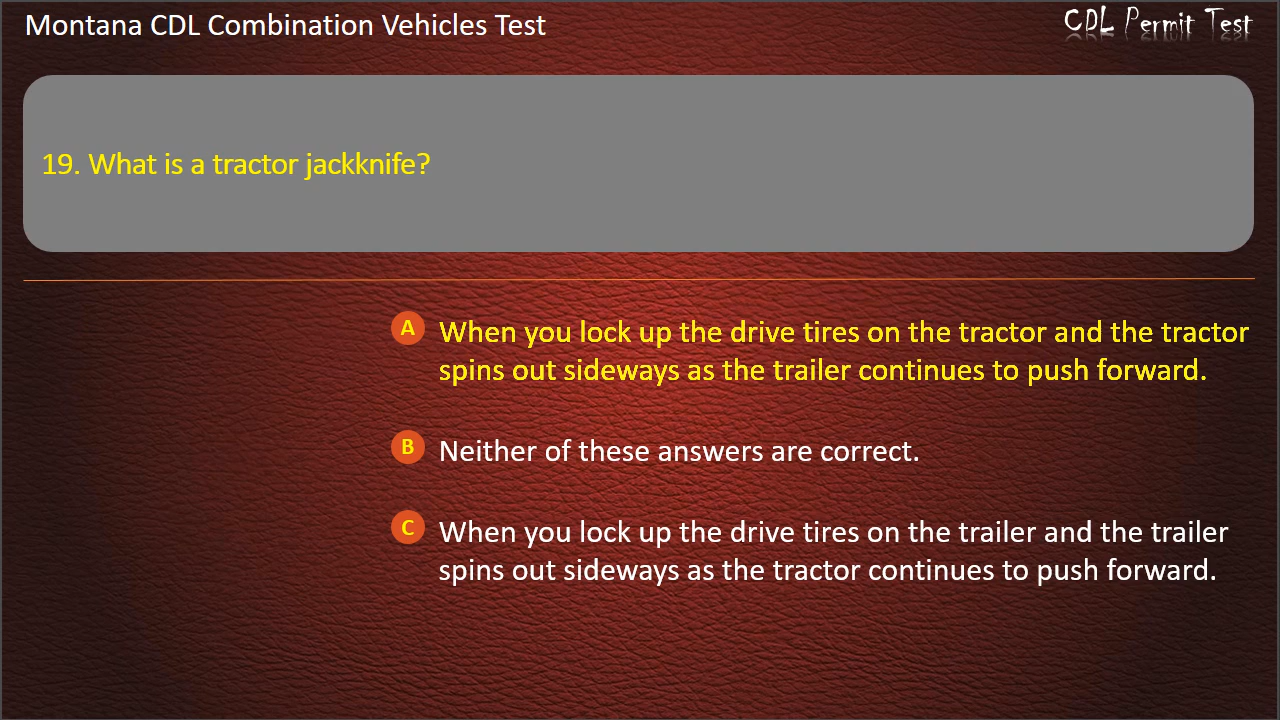 Montana CDL Combination Vehicles Test
CDL Permit Test
19. What is a tractor jackknife?
A When you lock up the drive tires on the tractor and the tractor
spins out sideways as the trailer continues to push forward.
B Neither of these answers are correct.
C When you lock up the drive tires on the trailer and the trailer
spins out sideways as the tractor continues to push forward.